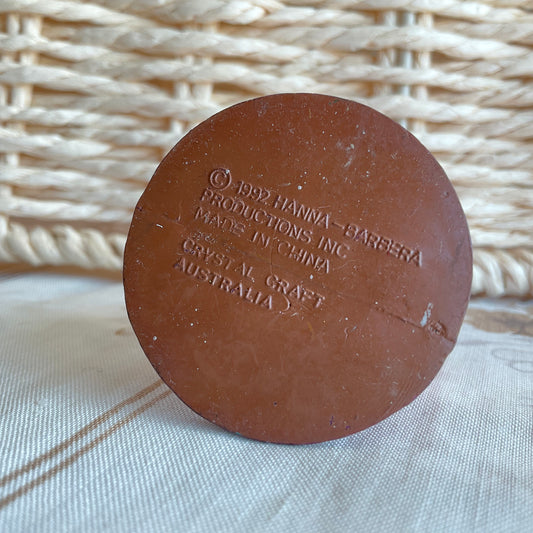 © 1992 HANNA-BARBERA
PRODUCTIONS INC
MADE IN CHINA
CRYSTAL CRAFT
AUSTRALIA